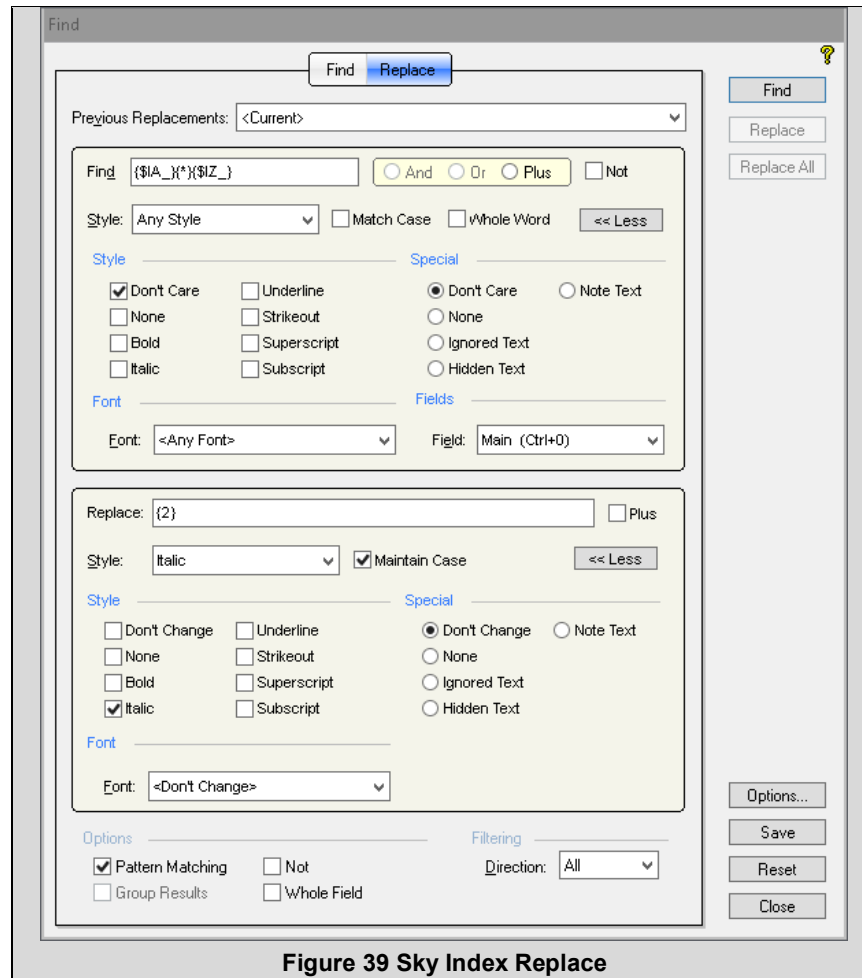 Find
Find Replace
Find
Previous Replacements: <Current>
Replace
Find {$IA_}{*}{$IZ_} And Or Plus Not
Replace All
Style: Any Style Match Case Whole Word << Less
Style Special
Don't Care Underline Don't Care Note Text
None Strikeout None
Bold Superscript Ignored Text
Italic Subscript Hidden Text
Font Fields
Font: <Any Font> Field: Main (Ctrl+0)
Replace: {2} Plus
Style: Italic Maintain Case << Less
Style Special
Don't Change Underline Don't Change Note Text
None Strikeout None
Bold Superscript Ignored Text
Italic Subscript Hidden Text
Font
Font: <Don't Change>
Options...
Options Filtering
Save
Pattern Matching Not Direction: All
Reset
Group Results Whole Field
Close
Figure 39 Sky Index Replace